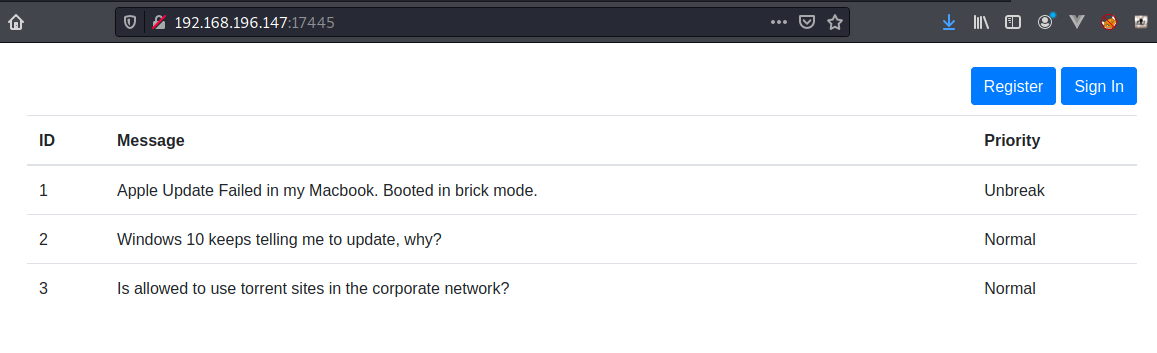 192.168.196.147:17445
Register Sign In
ID Message Priority
1 Apple Update Failed in my Macbook. Booted in brick mode. Unbreak
2 Windows 10 keeps telling me to update, why? Normal
3 Is allowed to use torrent sites in the corporate network? Normal